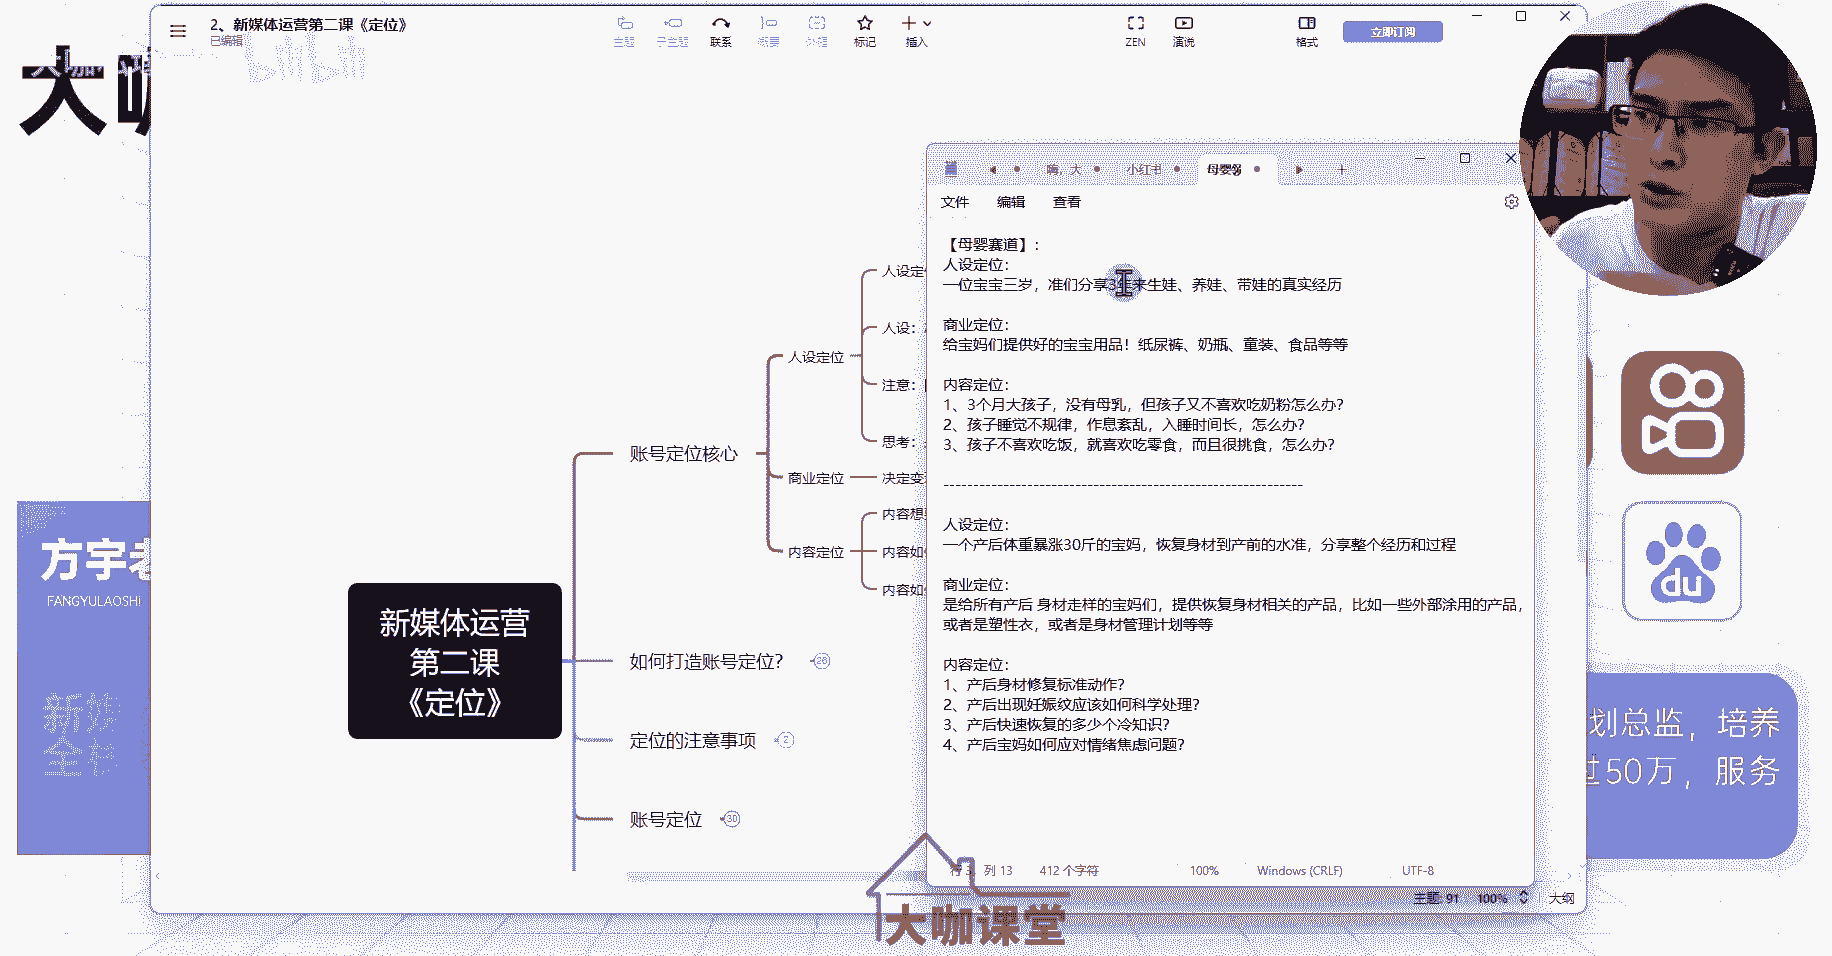 2、新媒体运营第二课《定位》
已编辑
主题
子主题
联系
概要
外框
标记
插入
ZEN
演说
格式
立即订阅
bilibili
大咖
方宇老
FANGYULAOSHI
新媒体运营
第二课
《定位》
账号定位核心
人设定位
人设定
人设：
注意：
思考：
商业定位
决定变
内容定位
内容想
内容如
内容如
如何打造账号定位？
26
定位的注意事项
2
账号定位
30
嗨，大
小红书
母婴
文件
编辑
查看
【母婴赛道】：
人设定位：
一位宝宝三岁，准们分享3年来生娃、养娃、带娃的真实经历
商业定位：
给宝妈们提供好的宝宝用品！纸尿裤、奶瓶、童装、食品等等
内容定位：
1、3个月大孩子，没有母乳，但孩子又不喜欢吃奶粉怎么办？
2、孩子睡觉不规律，作息紊乱，入睡时间长，怎么办？
3、孩子不喜欢吃饭，就喜欢吃零食，而且很挑食，怎么办？
------------------------------------------------------------
人设定位：
一个产后体重暴涨30斤的宝妈，恢复身材到产前的水准，分享整个经历和过程
商业定位：
是给所有产后 身材走样的宝妈们，提供恢复身材相关的产品，比如一些外部涂用的产品，
或者是塑性衣，或者是身材管理计划等等
内容定位：
1、产后身材修复标准动作？
2、产后出现妊娠纹应该如何科学处理？
3、产后快速恢复的多少个冷知识？
4、产后宝妈如何应对情绪焦虑问题？
行 3，列 13
412 个字符
100%
Windows (CRLF)
UTF-8
主题: 91
100%
大纲
大咖课堂
du
划总监，培养
过50万，服务